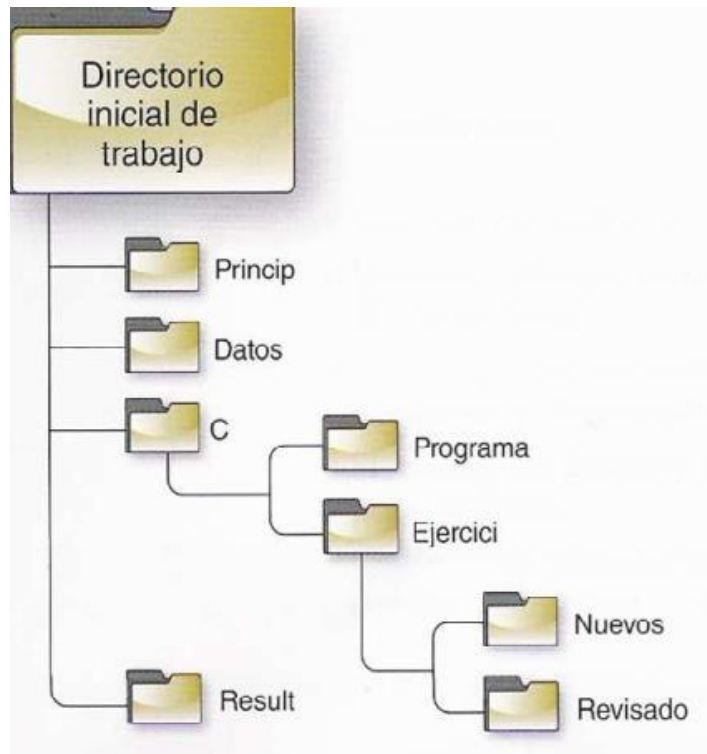 Directorio
inicial de
trabajo
Princip
Datos
C
Programa
Ejercici
Nuevos
Revisado
Result